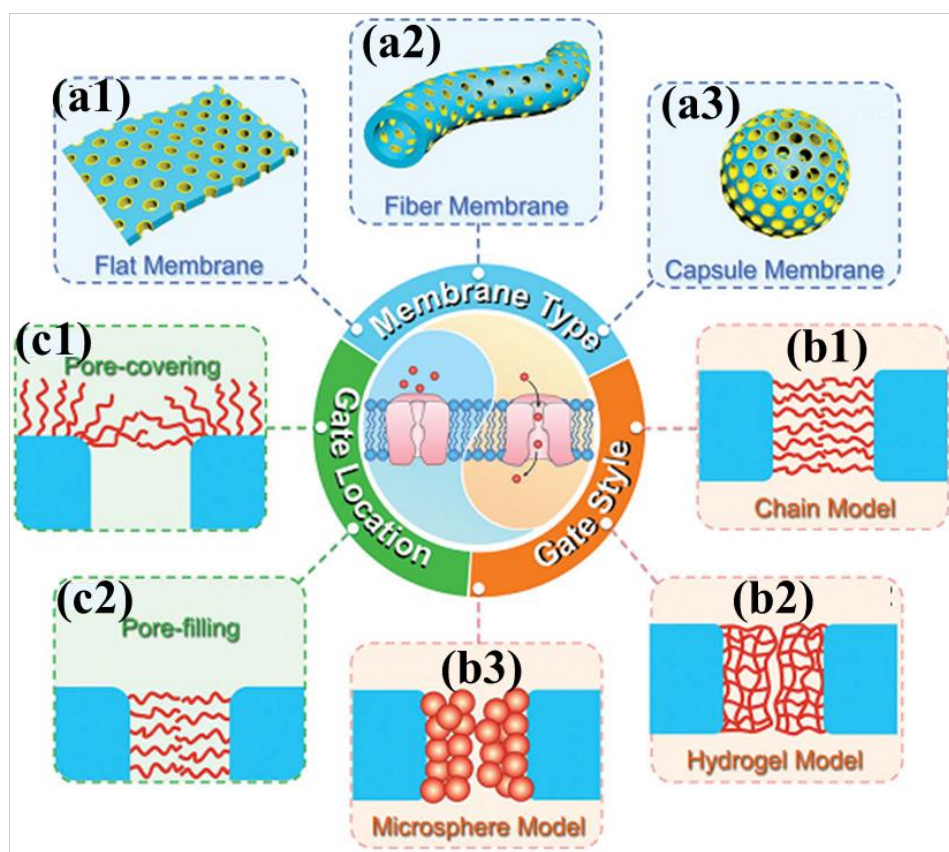 (a1)
Flat Membrane
(a2)
Fiber Membrane
(a3)
Capsule Membrane
Membrane Type
Gate Location
Gate Style
(c1)
Pore-covering
(b1)
Chain Model
(c2)
Pore-filling
(b3)
Microsphere Model
(b2)
Hydrogel Model